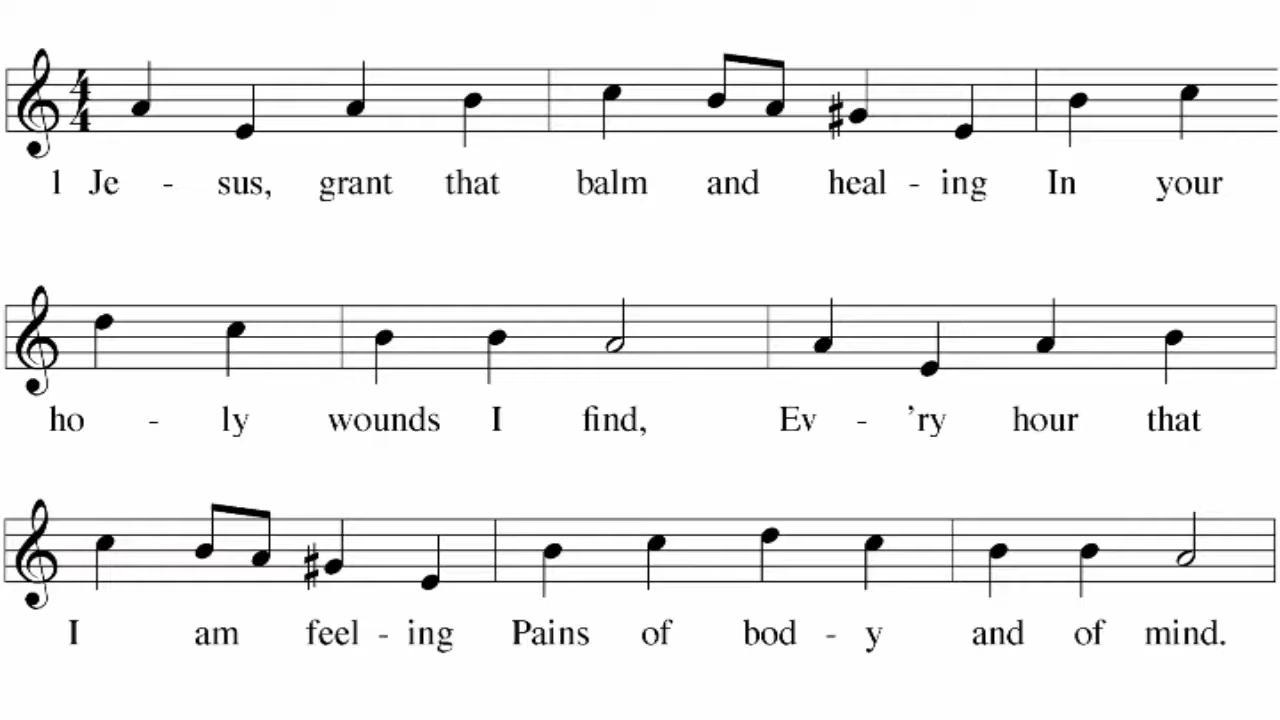 1 Je - sus, grant that balm and heal - ing In your
ho - ly wounds I find, Ev - ’ry hour that
I am feel - ing Pains of bod - y and of mind.